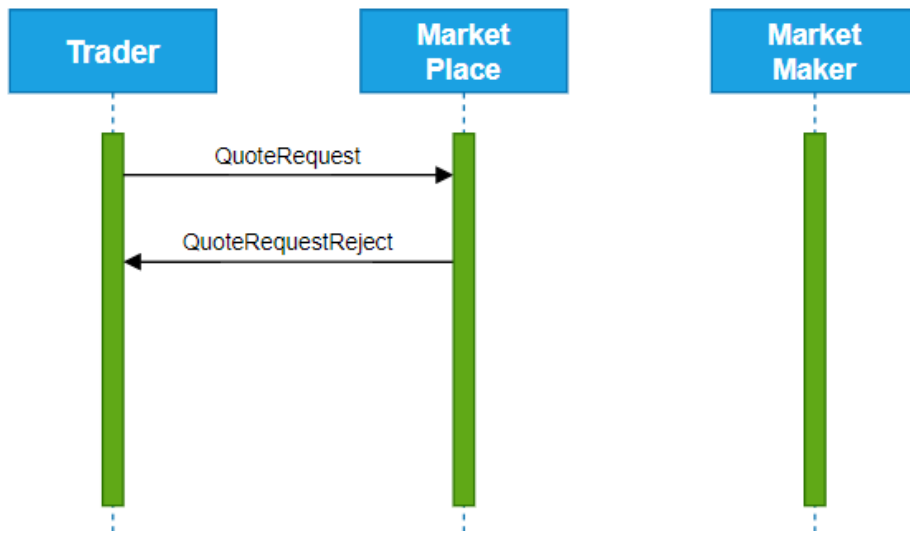 Trader
Market
Place
Market
Maker
QuoteRequest
QuoteRequestReject